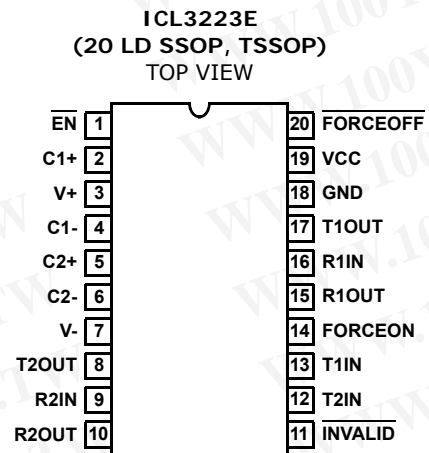 ICL3223E
(20 LD SSOP, TSSOP)
TOP VIEW
EN 1 20 FORCEOFF
C1+ 2 19 VCC
V+ 3 18 GND
C1- 4 17 T1OUT
C2+ 5 16 R1IN
C2- 6 15 R1OUT
V- 7 14 FORCEON
T2OUT 8 13 T1IN
R2IN 9 12 T2IN
R2OUT 10 11 INVALID